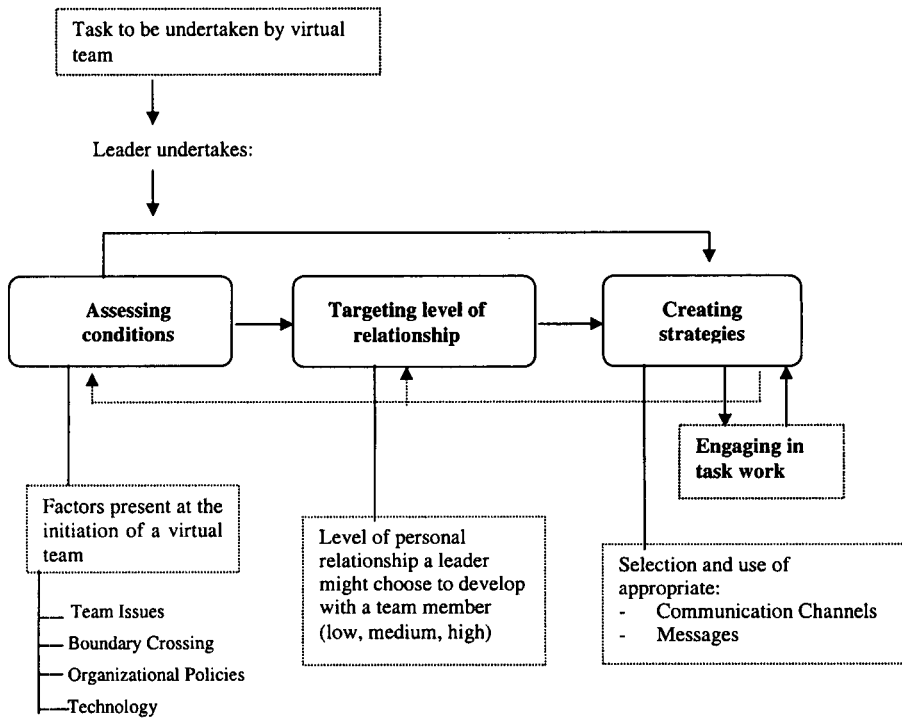 Task to be undertaken by virtual
team
Leader undertakes:
Assessing
conditions
Targeting level of
relationship
Creating
strategies
Engaging in
task work
Factors present at the
initiation of a virtual
team
Team Issues
Boundary Crossing
Organizational Policies
Technology
Level of personal
relationship a leader
might choose to develop
with a team member
(low, medium, high)
Selection and use of
appropriate:
- Communication Channels
- Messages